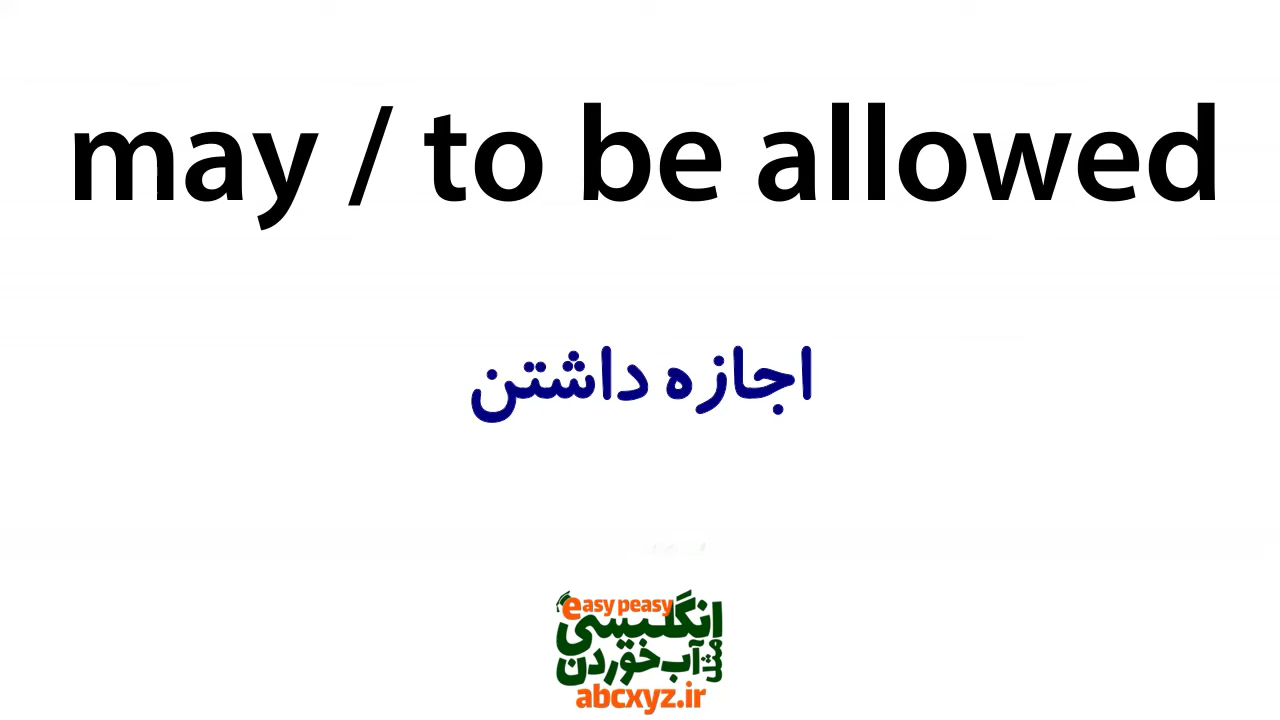 may / to be allowed
اجازه داشتن
easy peasy
انگلیسی
مثل آب خوردن
abcxyz.ir